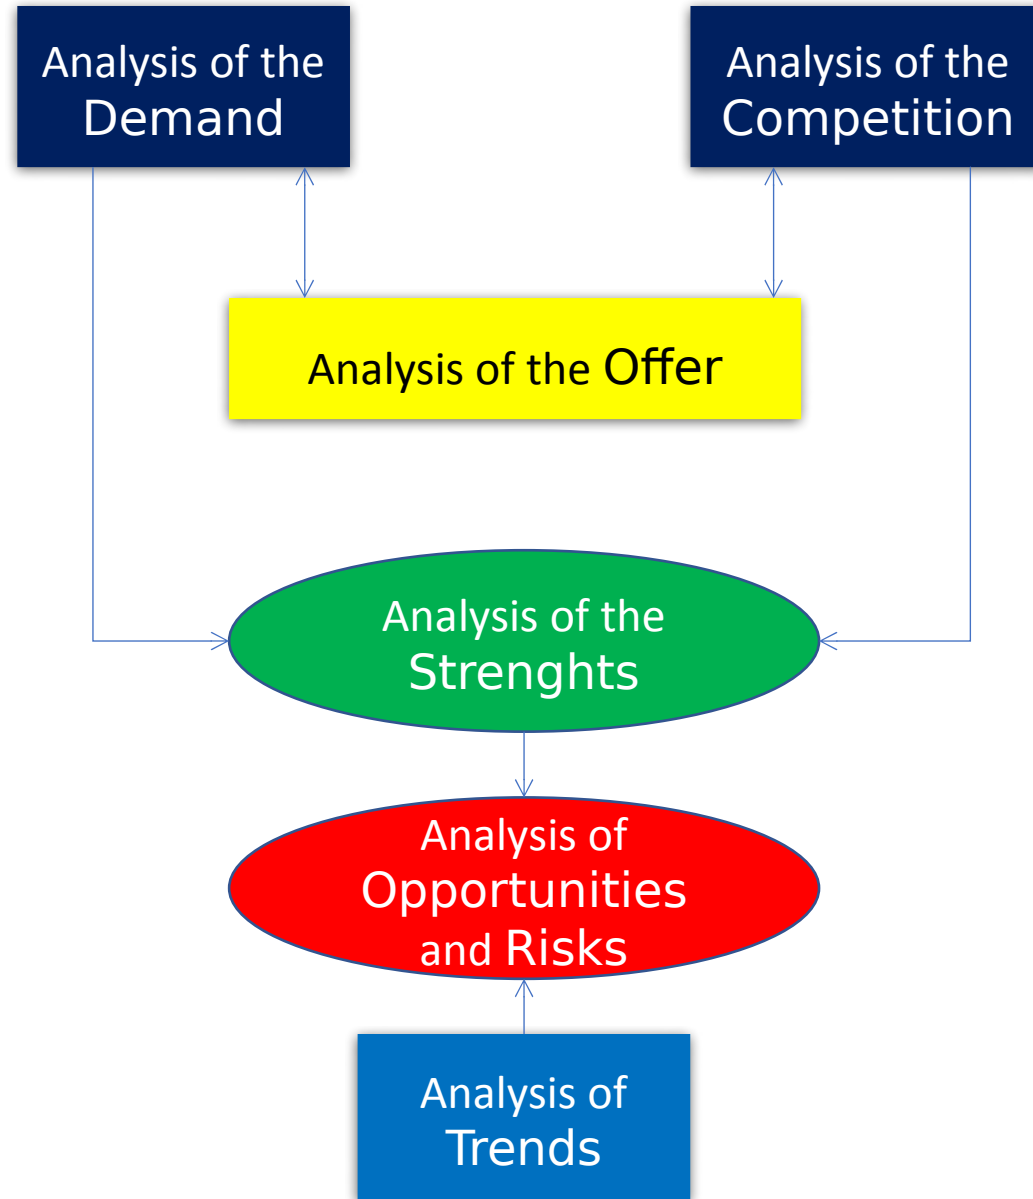 Analysis of the
Demand
Analysis of the
Competition
Analysis of the Offer
Analysis of the
Strenghts
Analysis of
Opportunities
and Risks
Analysis of
Trends